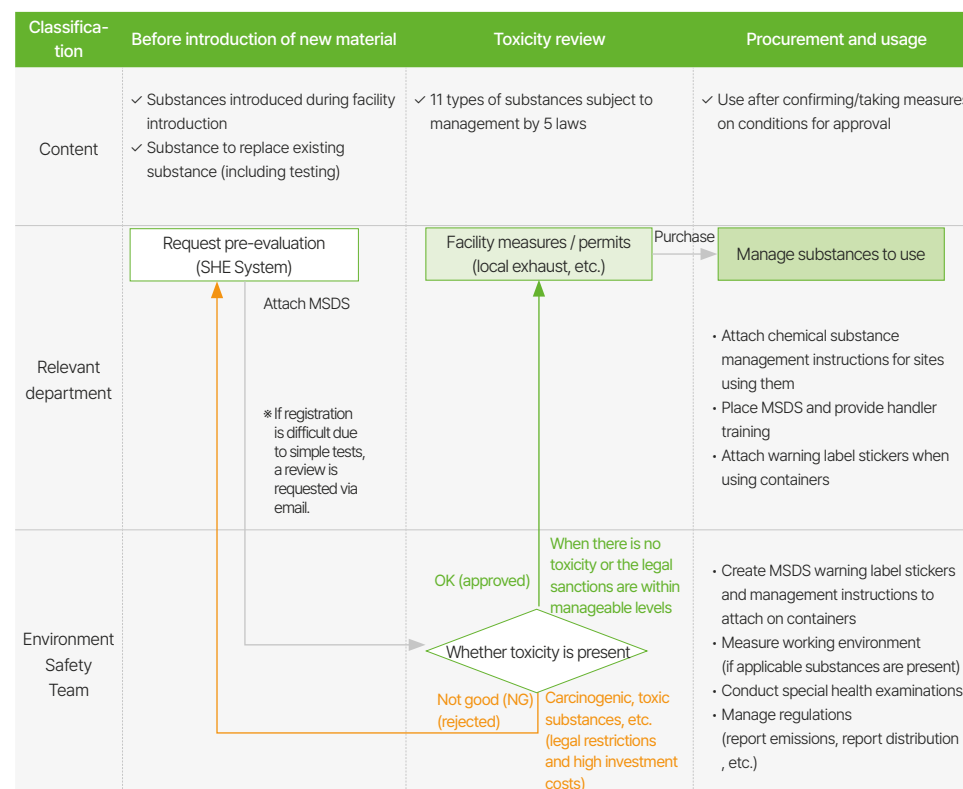 Classifica-
tion
Before introduction of new material
Toxicity review
Procurement and usage
Content
✓ Substances introduced during facility
introduction
✓ Substance to replace existing
substance (including testing)
✓ 11 types of substances subject to
management by 5 laws
✓ Use after confirming/taking measures
on conditions for approval
Relevant
department
Request pre-evaluation
(SHE System)
Attach MSDS
※ If registration
is difficult due
to simple tests,
a review is
requested via
email.
Facility measures / permits
(local exhaust, etc.)
Purchase
Manage substances to use
• Attach chemical substance
management instructions for sites
using them
• Place MSDS and provide handler
training
• Attach warning label stickers when
using containers
Environment
Safety
Team
OK (approved)
When there is no
toxicity or the legal
sanctions are within
manageable levels
Whether toxicity is present
Not good (NG)
(rejected)
Carcinogenic, toxic
substances, etc.
(legal restrictions
and high investment
costs)
• Create MSDS warning label stickers
and management instructions to
attach on containers
• Measure working environment
(if applicable substances are present)
• Conduct special health examinations
• Manage regulations
(report emissions, report distribution
, etc.)